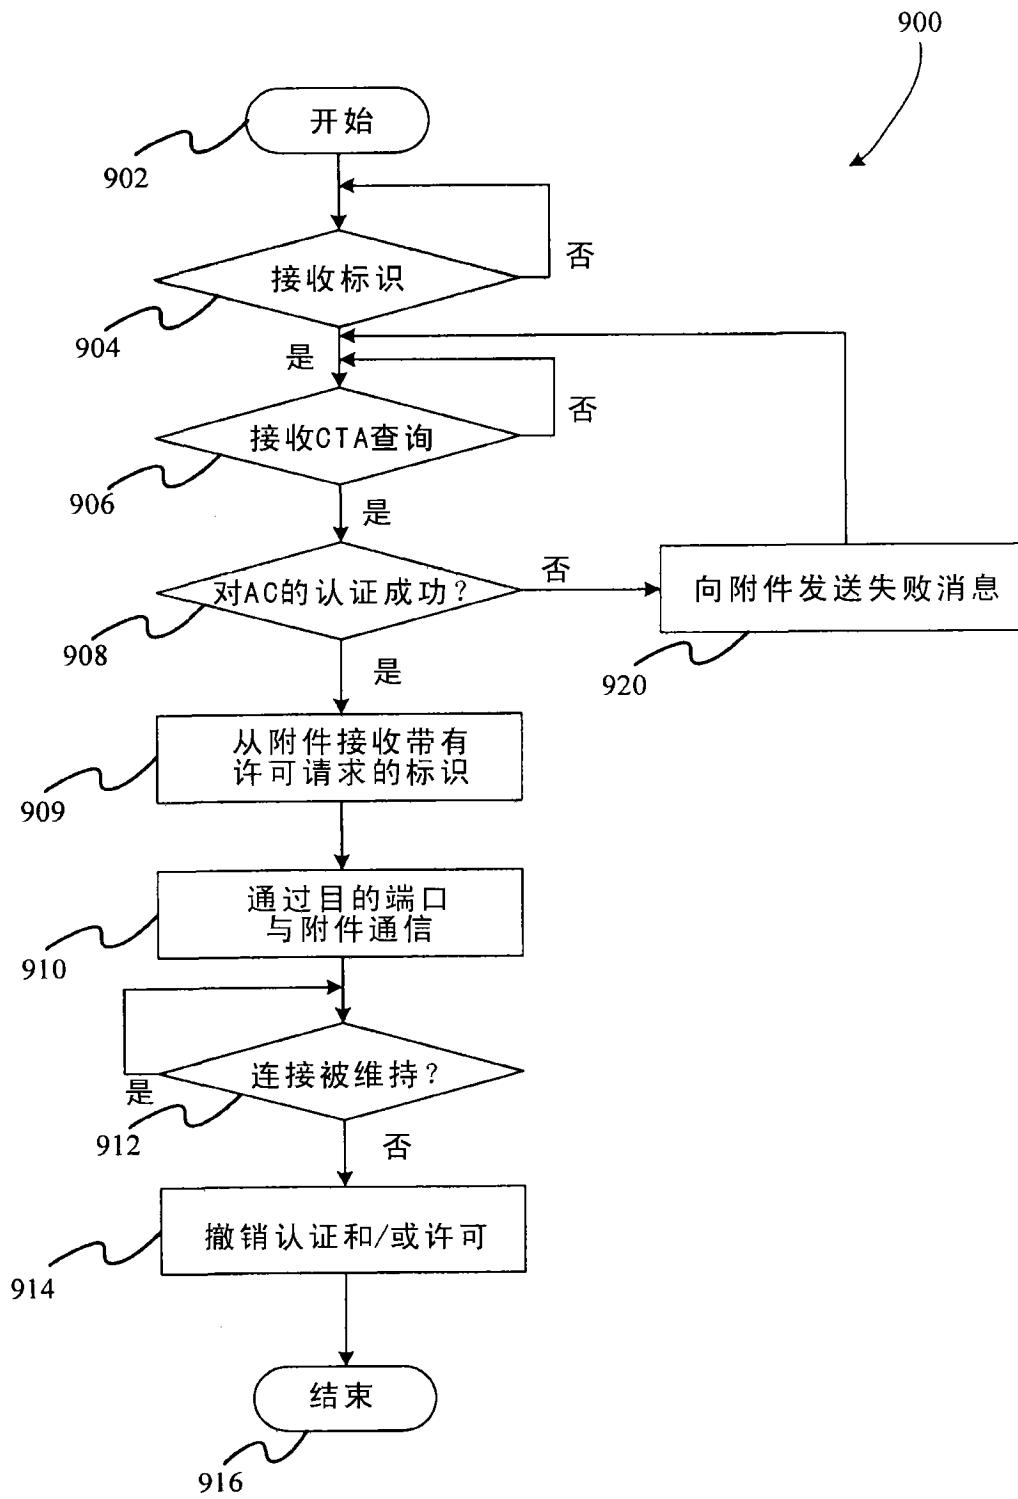 900
开始
902
否
接收标识
904
是
否
接收CTA查询
906
是
否
对AC的认证成功？
向附件发送失败消息
908
920
是
从附件接收带有
许可请求的标识
909
通过目的端口
与附件通信
910
连接被维持？
是
912
否
撤销认证和/或许可
914
结束
916